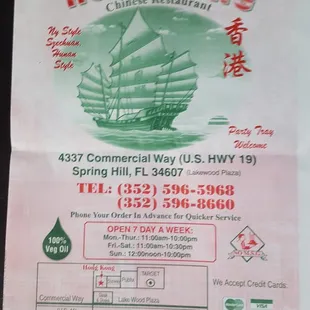 Chinese Restaurant
Ny Style
Szechuan,
Hunan
Style
香港
Party Tray
Welcome
4337 Commercial Way (U.S. HWY 19)
Spring Hill, FL 34607 (Lakewood Plaza)
TEL: (352) 596-5968
(352) 596-8660
Phone Your Order In Advance for Quicker Service
100%
Veg Oil
OPEN 7 DAY A WEEK:
Mon.-Thur.: 11:00am-10:00pm
Fri.-Sat.: 11:00am-10:30pm
Sun.: 12:00noon-10:00pm
NO M.S.G.
Hong Kong
Publix
TARGET
Commercial Way
Lake Wood Plaza
We Accept Credit Cards:
VISA